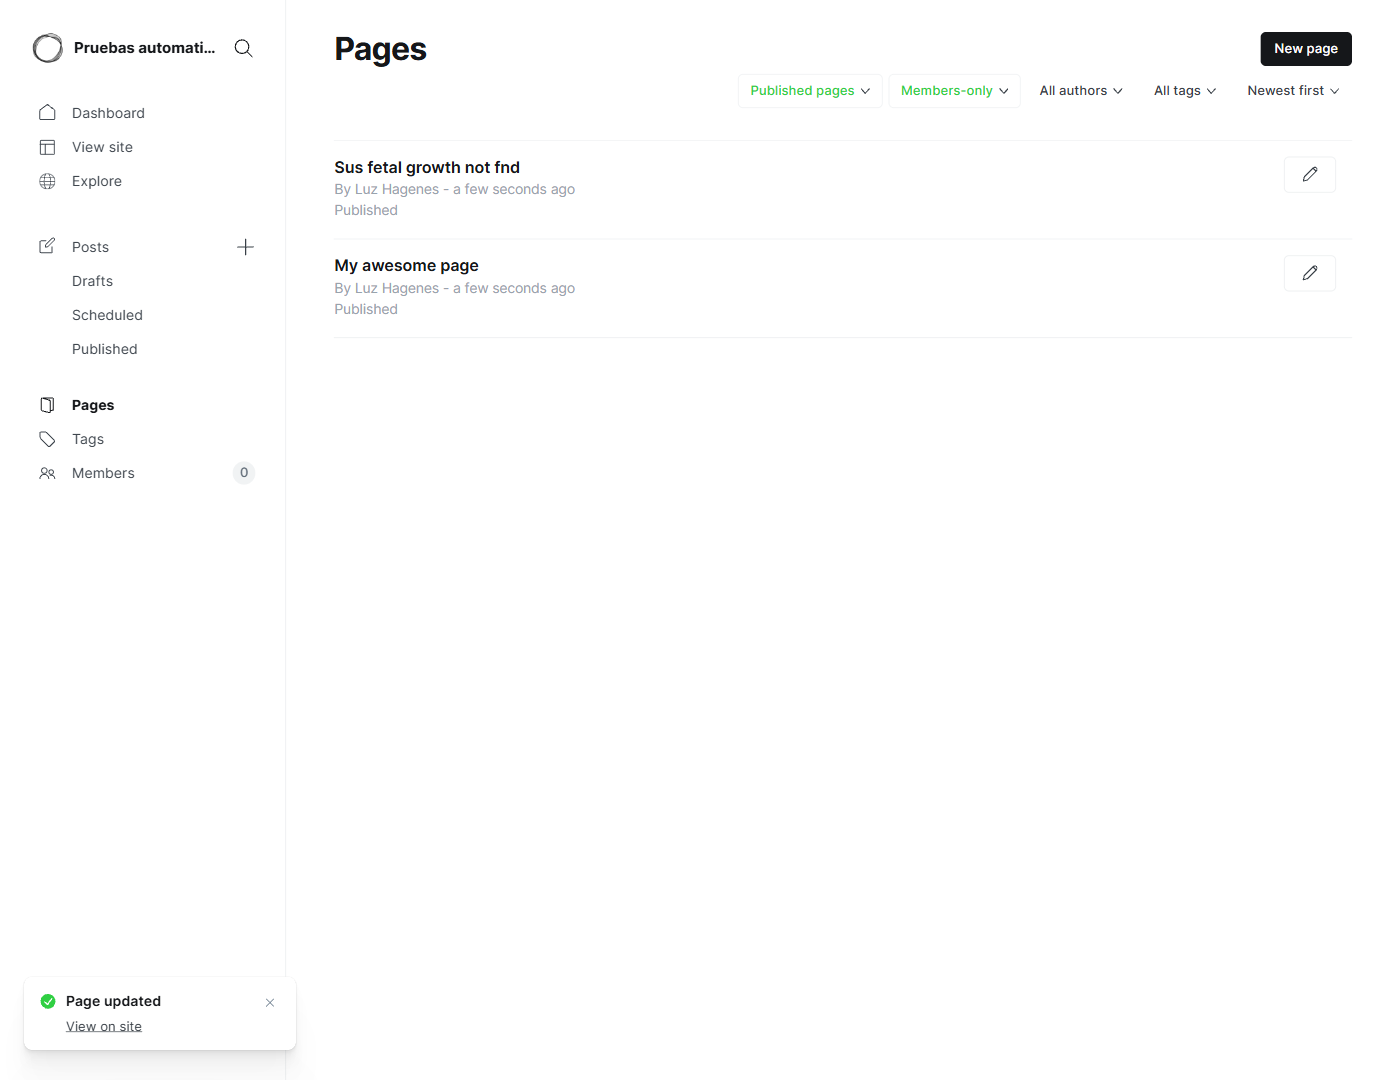 Pruebas automati...
Dashboard
View site
Explore
Posts
Drafts
Scheduled
Published
Pages
Tags
Members 0
Pages
New page
Published pages Members-only All authors All tags Newest first
Sus fetal growth not fnd
By Luz Hagenes - a few seconds ago
Published
My awesome page
By Luz Hagenes - a few seconds ago
Published
Page updated
View on site